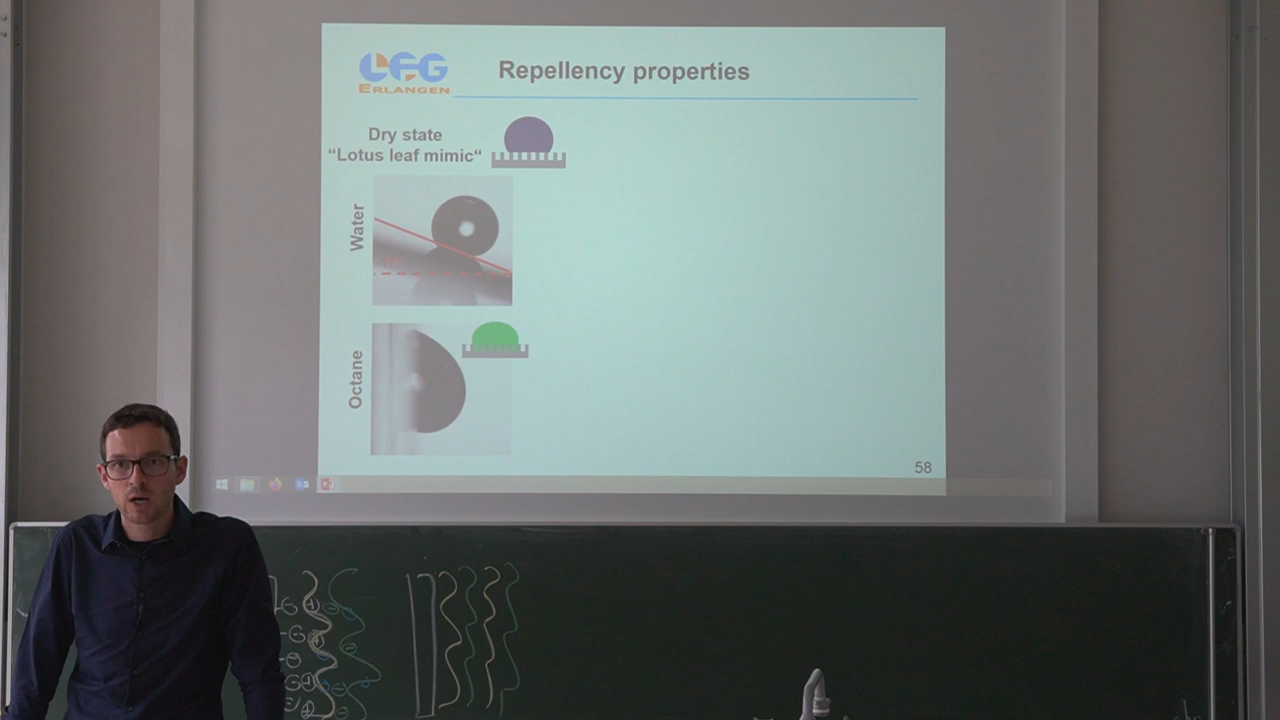 LFG
ERLANGEN
Repellency properties
Dry state
“Lotus leaf mimic“
Water
Octane
58